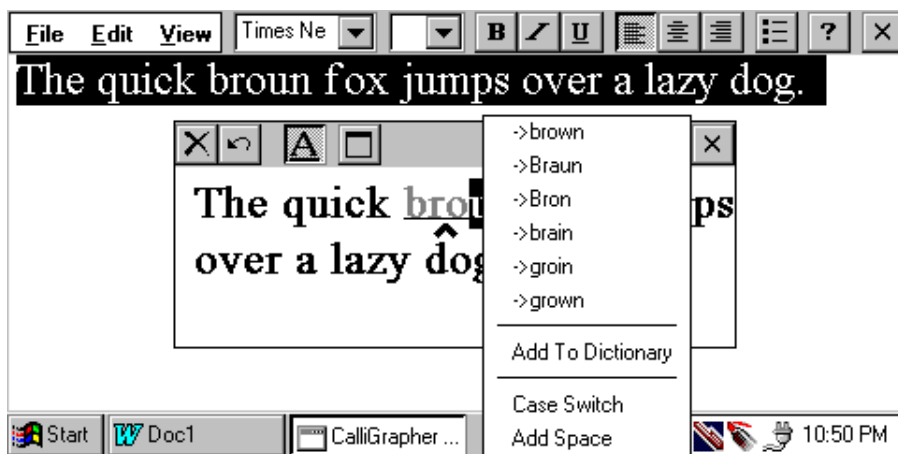 File Edit View Times Ne B I U ?
The quick broun fox jumps over a lazy dog.
A
The quick brou ps
over a lazy dog
->brown
->Braun
->Bron
->brain
->groin
->grown
Add To Dictionary
Case Switch
Add Space
Start Doc1 CalliGrapher ... 10:50 PM